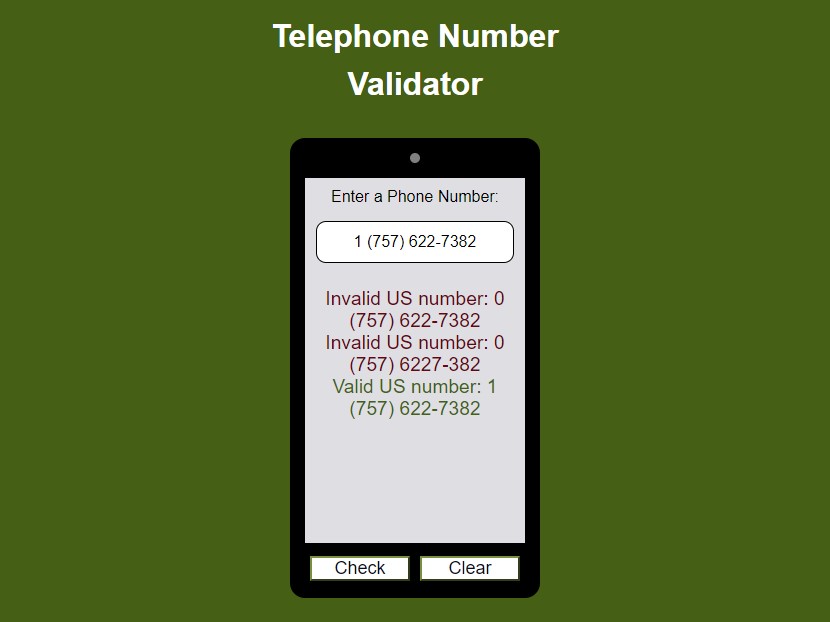 Telephone Number
Validator
Enter a Phone Number:
1 (757) 622-7382
Invalid US number: 0
(757) 622-7382
Invalid US number: 0
(757) 6227-382
Valid US number: 1
(757) 622-7382
Check Clear